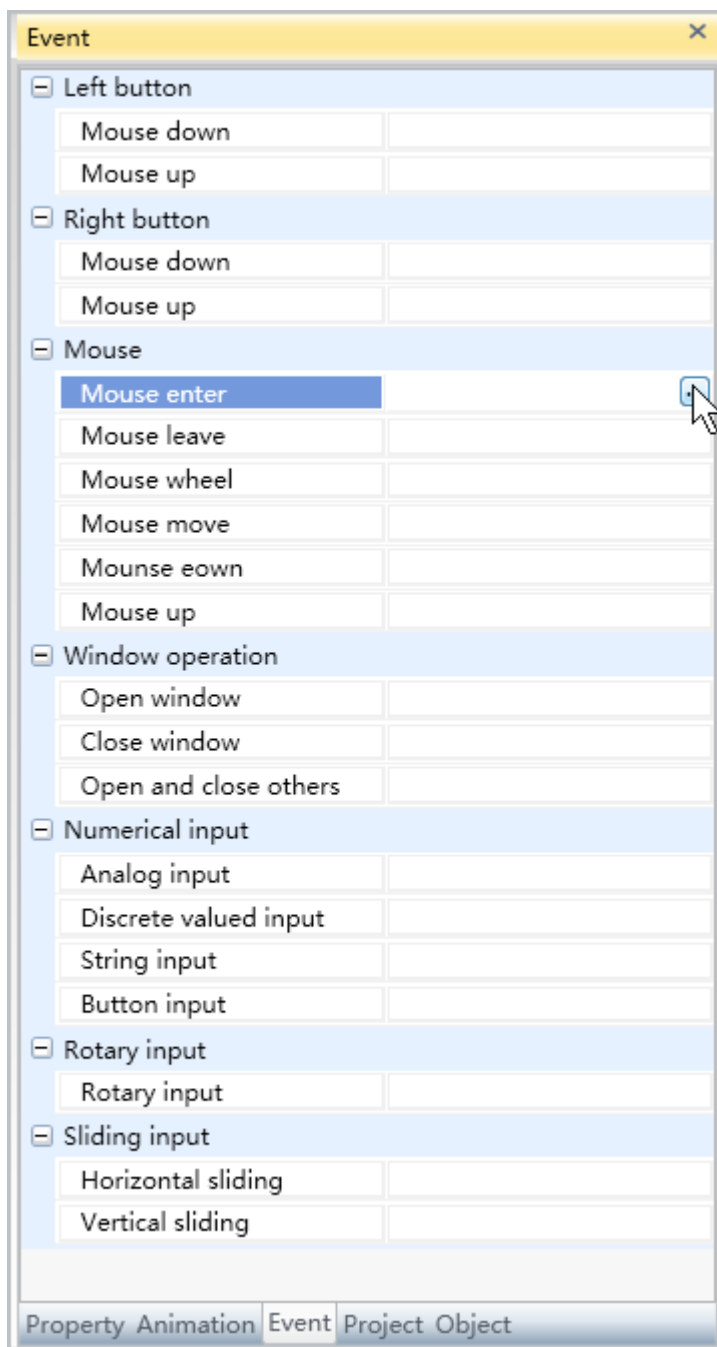 Event
Left button
Mouse down
Mouse up
Right button
Mouse down
Mouse up
Mouse
Mouse enter
Mouse leave
Mouse wheel
Mouse move
Mounse eown
Mouse up
Window operation
Open window
Close window
Open and close others
Numerical input
Analog input
Discrete valued input
String input
Button input
Rotary input
Rotary input
Sliding input
Horizontal sliding
Vertical sliding
Property Animation Event Project Object